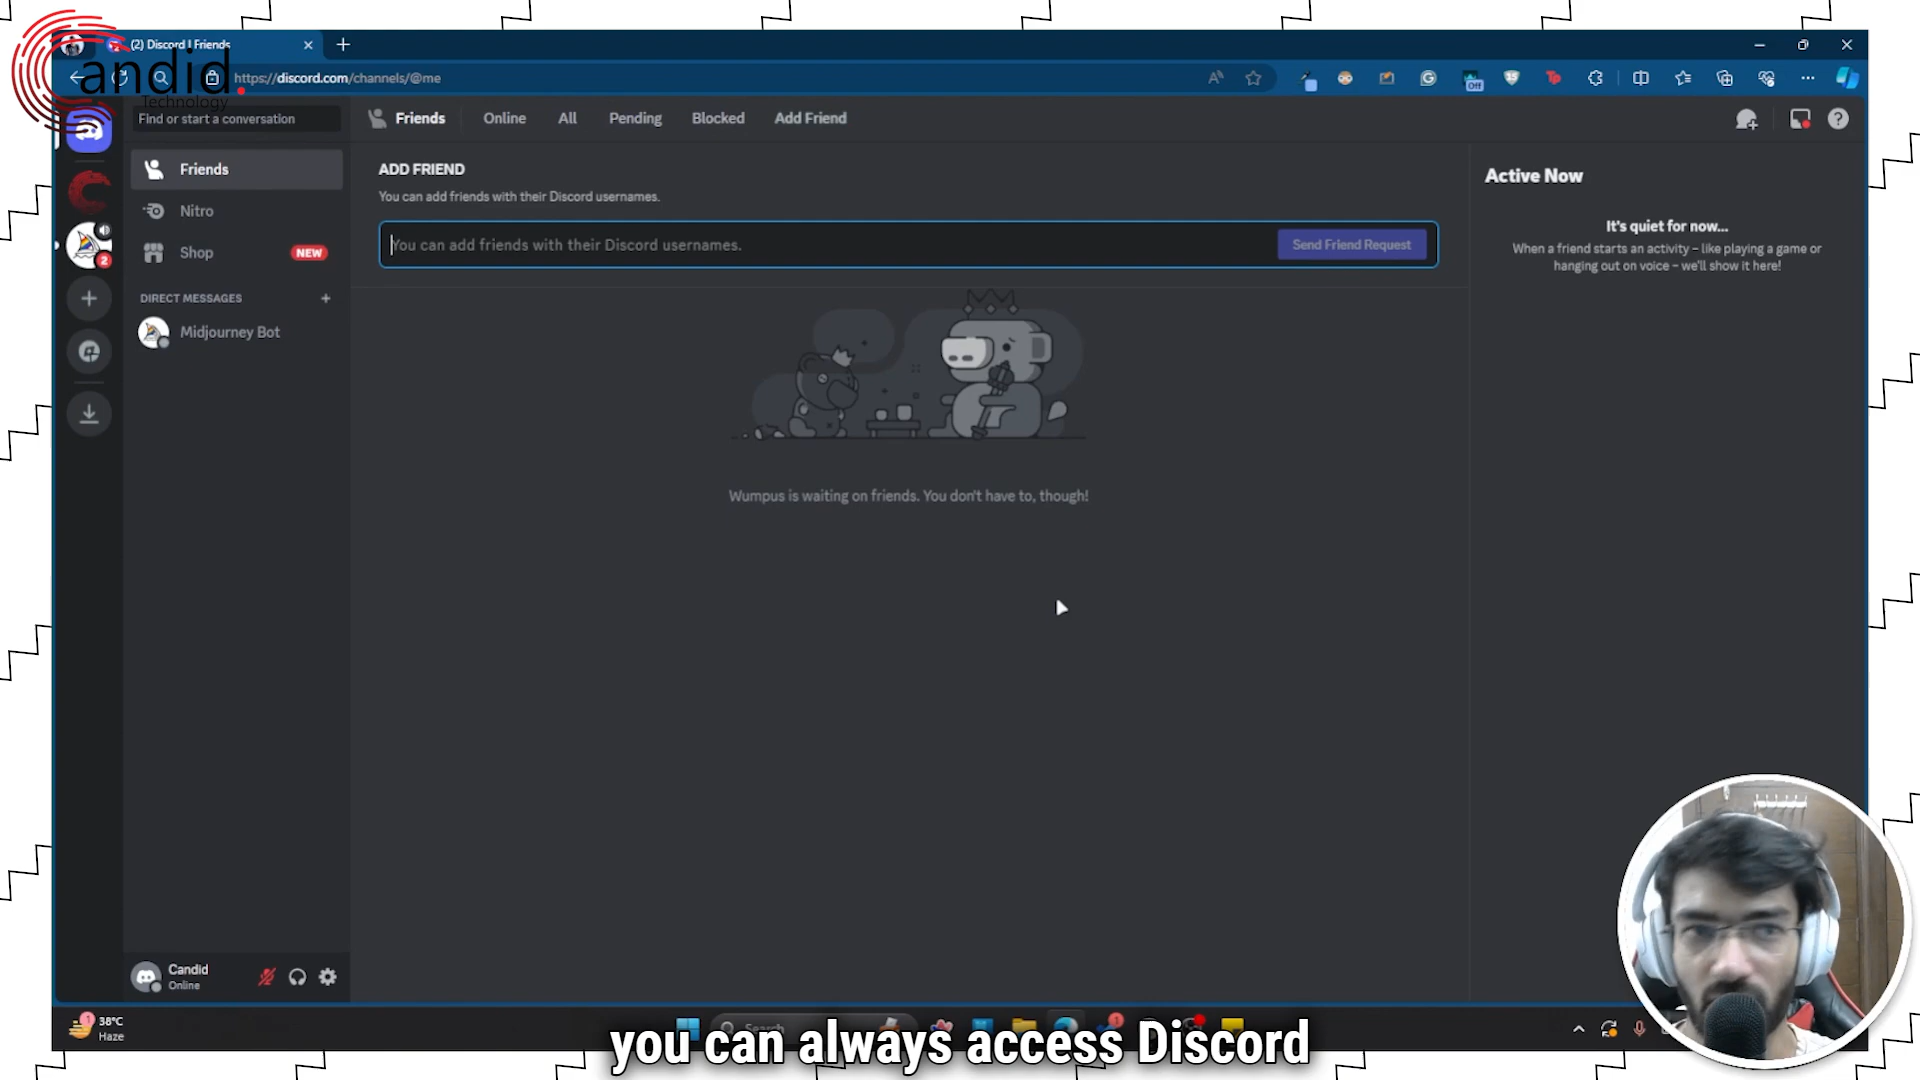 (2) Discord | Friends
andid.
Technology
https://discord.com/channels/@me
Off
Find or start a conversation
Friends
Online
All
Pending
Blocked
Add Friend
Friends
Nitro
Shop
NEW
DIRECT MESSAGES
Midjourney Bot
2
ADD FRIEND
You can add friends with their Discord usernames.
You can add friends with their Discord usernames.
Send Friend Request
Wumpus is waiting on friends. You don't have to, though!
Active Now
It's quiet for now...
When a friend starts an activity – like playing a game or
hanging out on voice – we'll show it here!
Candid
Online
1
38°C
Haze
Search
you can always access Discord